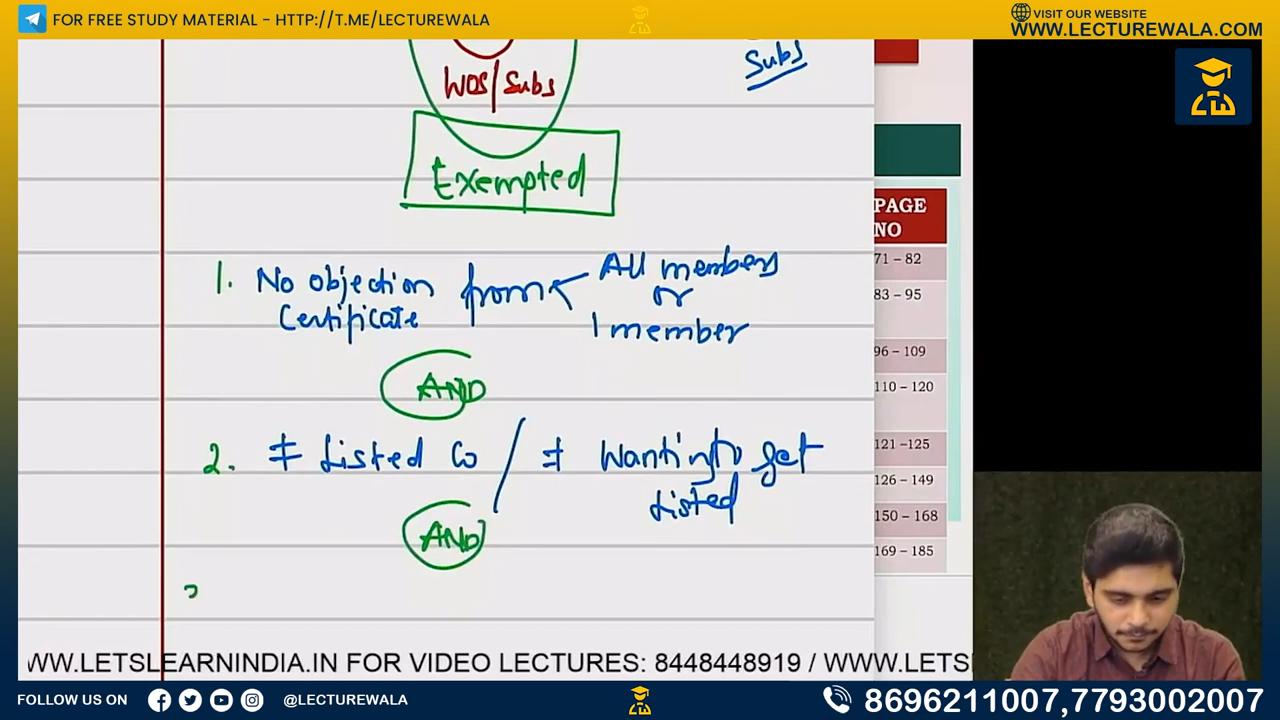 FOR FREE STUDY MATERIAL - HTTP://T.ME/LECTUREWALA
VISIT OUR WEBSITE
WWW.LECTUREWALA.COM
WOS/Subs
Subs
Exempted
PAGE
NO
71 – 82
83 – 95
96 – 109
110 – 120
121 –125
126 – 149
150 – 168
169 – 185
1. No objection from All members
Certificate or
1 member
AND
2. ≠ Listed Co / ≠ Wanting to get
Listed
AND
WW.LETSLEARNINDIA.IN FOR VIDEO LECTURES: 8448448919 / WWW.LETS
FOLLOW US ON @LECTUREWALA 8696211007,7793002007